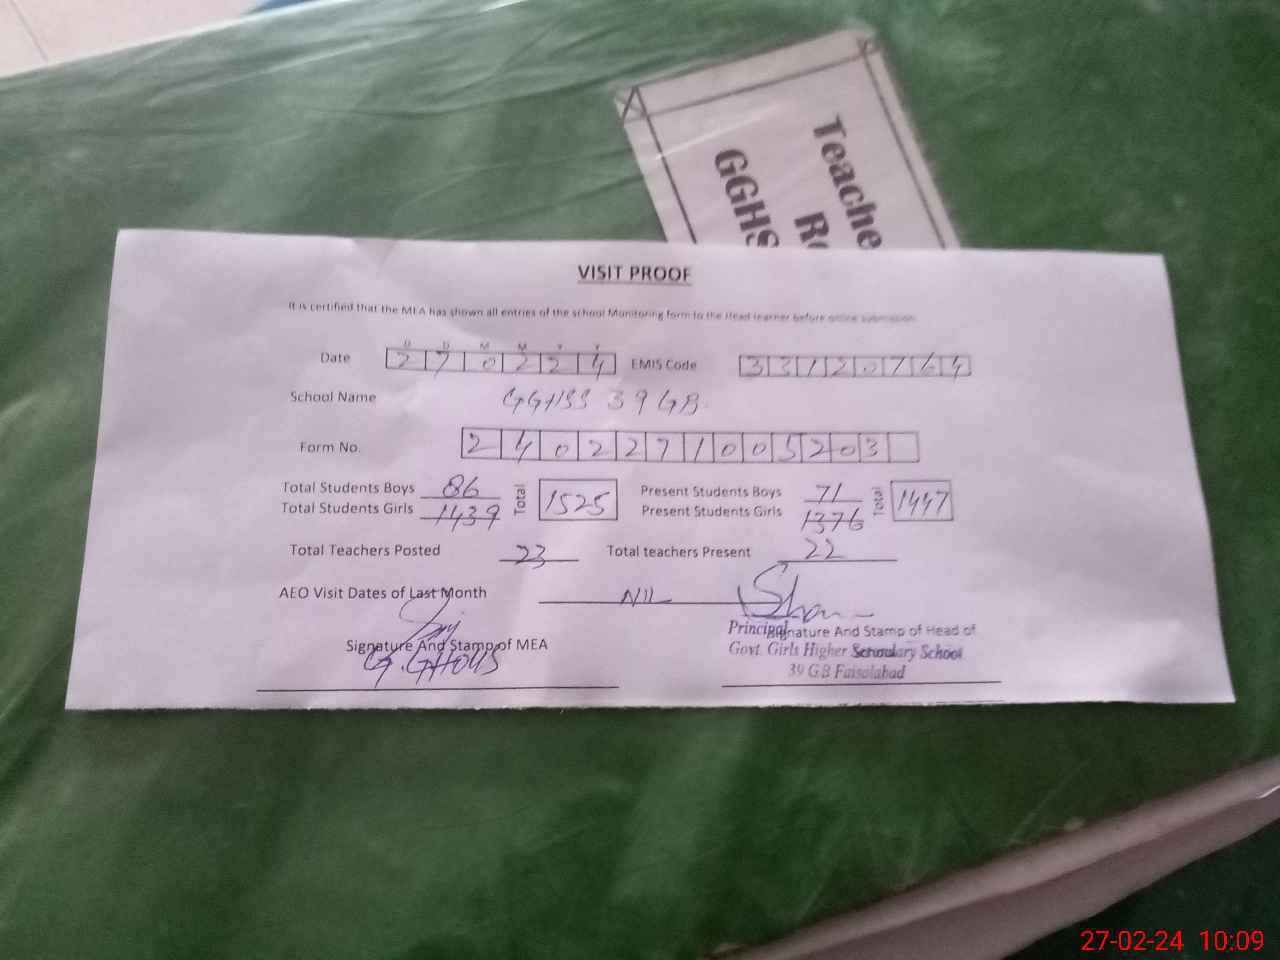 Teache
GGHS
VISIT PROOF
It is certified that the MEA has shown all entries of the school Monitoring form to the Head teacher before online submission
D D M M Y Y
Date 2 7 0 2 2 4 EMIS Code 3 3 1 2 0 7 6 4
School Name GGHSS 39 GB
Form No. 2 4 0 2 2 7 1 0 0 5 2 0 3
Total Students Boys 86 Total 1525 Present Students Boys 71 Total 1447
Total Students Girls 1439 Present Students Girls 1376
Total Teachers Posted 23 Total teachers Present 22
AEO Visit Dates of Last Month NIL
Signature And Stamp of MEA
G.GHOUS
Principal Signature And Stamp of Head of
Govt. Girls Higher Secondary School
39 GB Faisalabad
27-02-24 10:09